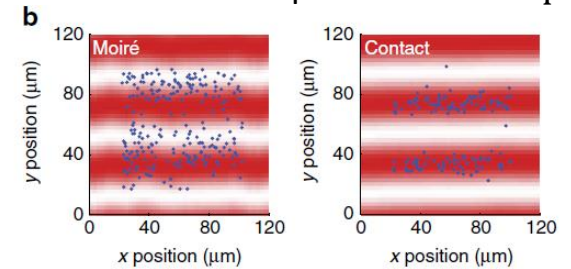 b
Moiré
Contact
120
80
40
0
y position (μm)
0 40 80 120
x position (μm)
120
80
40
0
y position (μm)
0 40 80 120
x position (μm)